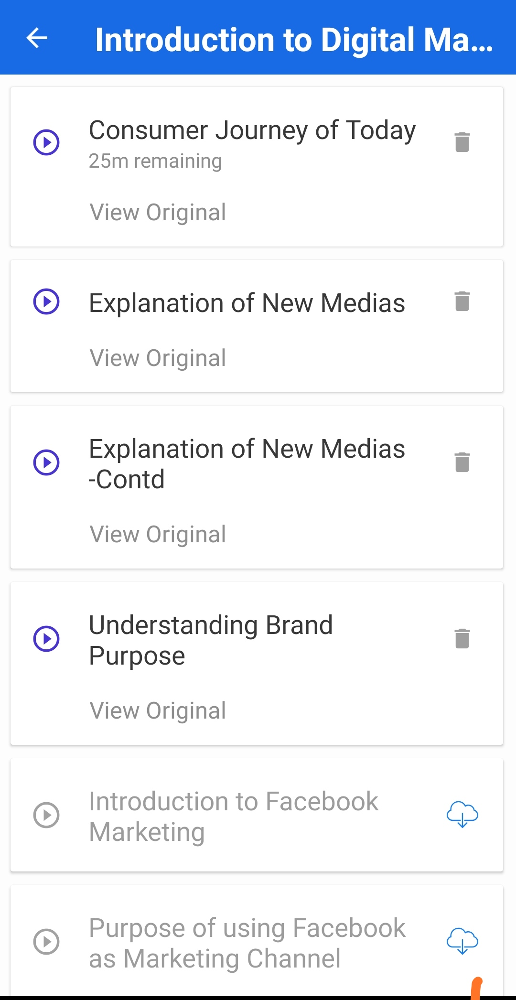 Introduction to Digital Ma...
Consumer Journey of Today
25m remaining
View Original
Explanation of New Medias
View Original
Explanation of New Medias
-Contd
View Original
Understanding Brand
Purpose
View Original
Introduction to Facebook
Marketing
Purpose of using Facebook
as Marketing Channel